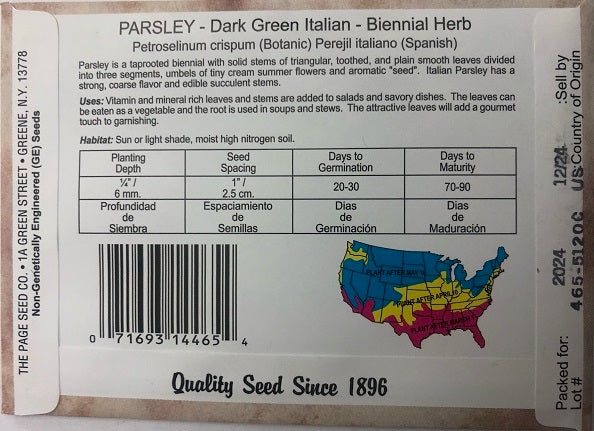 PARSLEY - Dark Green Italian - Biennial Herb
Petroselinum crispum (Botanic) Perejil italiano (Spanish)
Parsley is a taprooted biennial with solid stems of triangular, toothed, and plain smooth leaves divided
into three segments, umbels of tiny cream summer flowers and aromatic "seed". Italian Parsley has a
strong, coarse flavor and edible succulent stems.
Uses: Vitamin and mineral rich leaves and stems are added to salads and savory dishes. The leaves can
be eaten as a vegetable and the root is used in soups and stews. The attractive leaves will add a gourmet
touch to garnishing.
Habitat: Sun or light shade, moist high nitrogen soil.
Planting Depth
Seed Spacing
Days to Germination
Days to Maturity
¼"/ 6 mm.
1"/ 2.5 cm.
20-30
70-90
Profundidad de Siembra
Espaciamiento de Semillas
Dias de Germinación
Dias de Maduración
0 71693 14465 4
PLANT AFTER MAY 10
PLANT AFTER APRIL
PLANT AFTER MARCH
Quality Seed Since 1896
THE PAGE SEED CO. • 1A GREEN STREET • GREENE, N.Y. 13778
Non-Genetically Engineered (GE) Seeds
Packed for: 2024 12/24 :Sell by
Lot # 465-5120C US Country of Origin